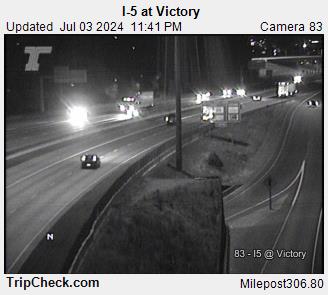 I-5 at Victory
Updated Jul 03 2024 11:41 PM Camera 83
T
N
83 - I5 @ Victory
TripCheck.com Milepost306.80